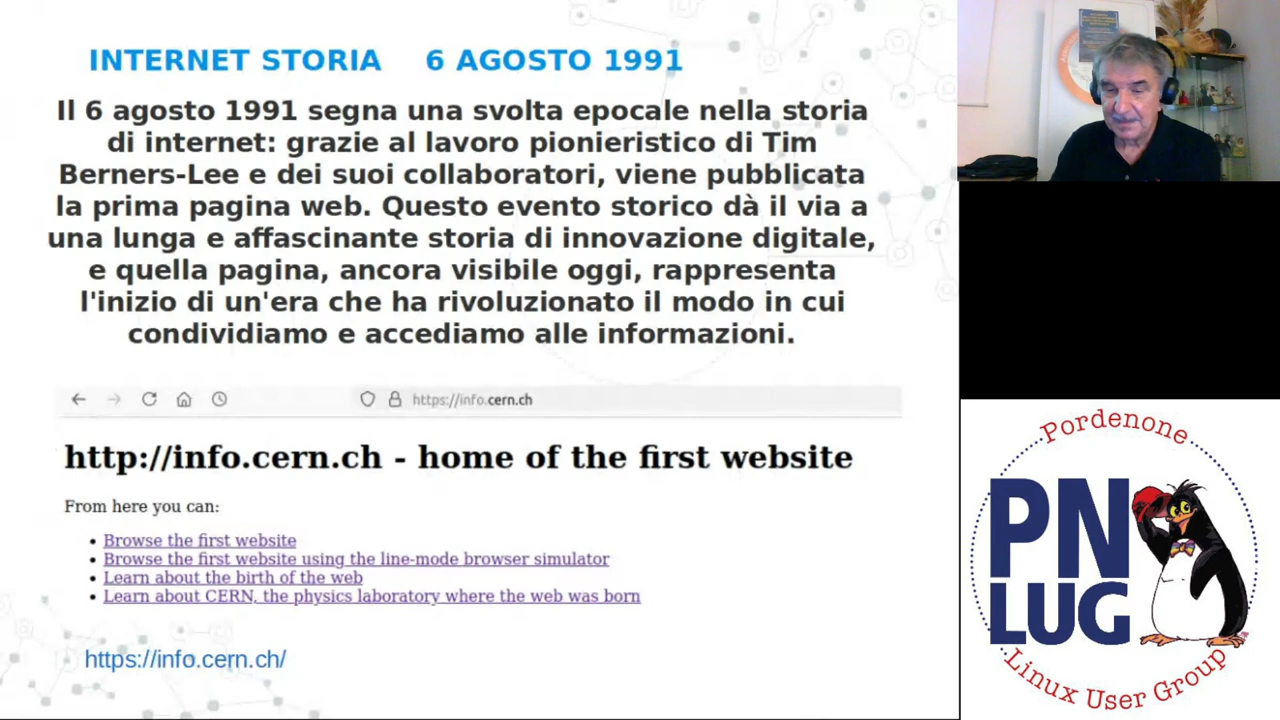 INTERNET STORIA 6 AGOSTO 1991
Il 6 agosto 1991 segna una svolta epocale nella storia
di internet: grazie al lavoro pionieristico di Tim
Berners-Lee e dei suoi collaboratori, viene pubblicata
la prima pagina web. Questo evento storico dà il via a
una lunga e affascinante storia di innovazione digitale,
e quella pagina, ancora visibile oggi, rappresenta
l'inizio di un'era che ha rivoluzionato il modo in cui
condividiamo e accediamo alle informazioni.
https://info.cern.ch
http://info.cern.ch - home of the first website
From here you can:
Browse the first website
Browse the first website using the line-mode browser simulator
Learn about the birth of the web
Learn about CERN, the physics laboratory where the web was born
https://info.cern.ch/
Pordenone
PN
LUG
Linux User Group